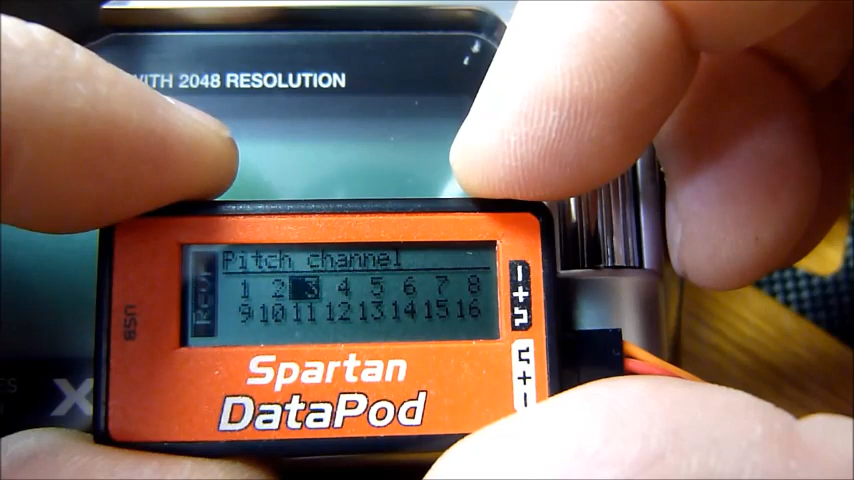 WITH 2048 RESOLUTION
Pitch channel
Rcvr
1 2 3 4 5 6 7 8
9 10 11 12 13 14 15 16
USB
Spartan
DataPod
X